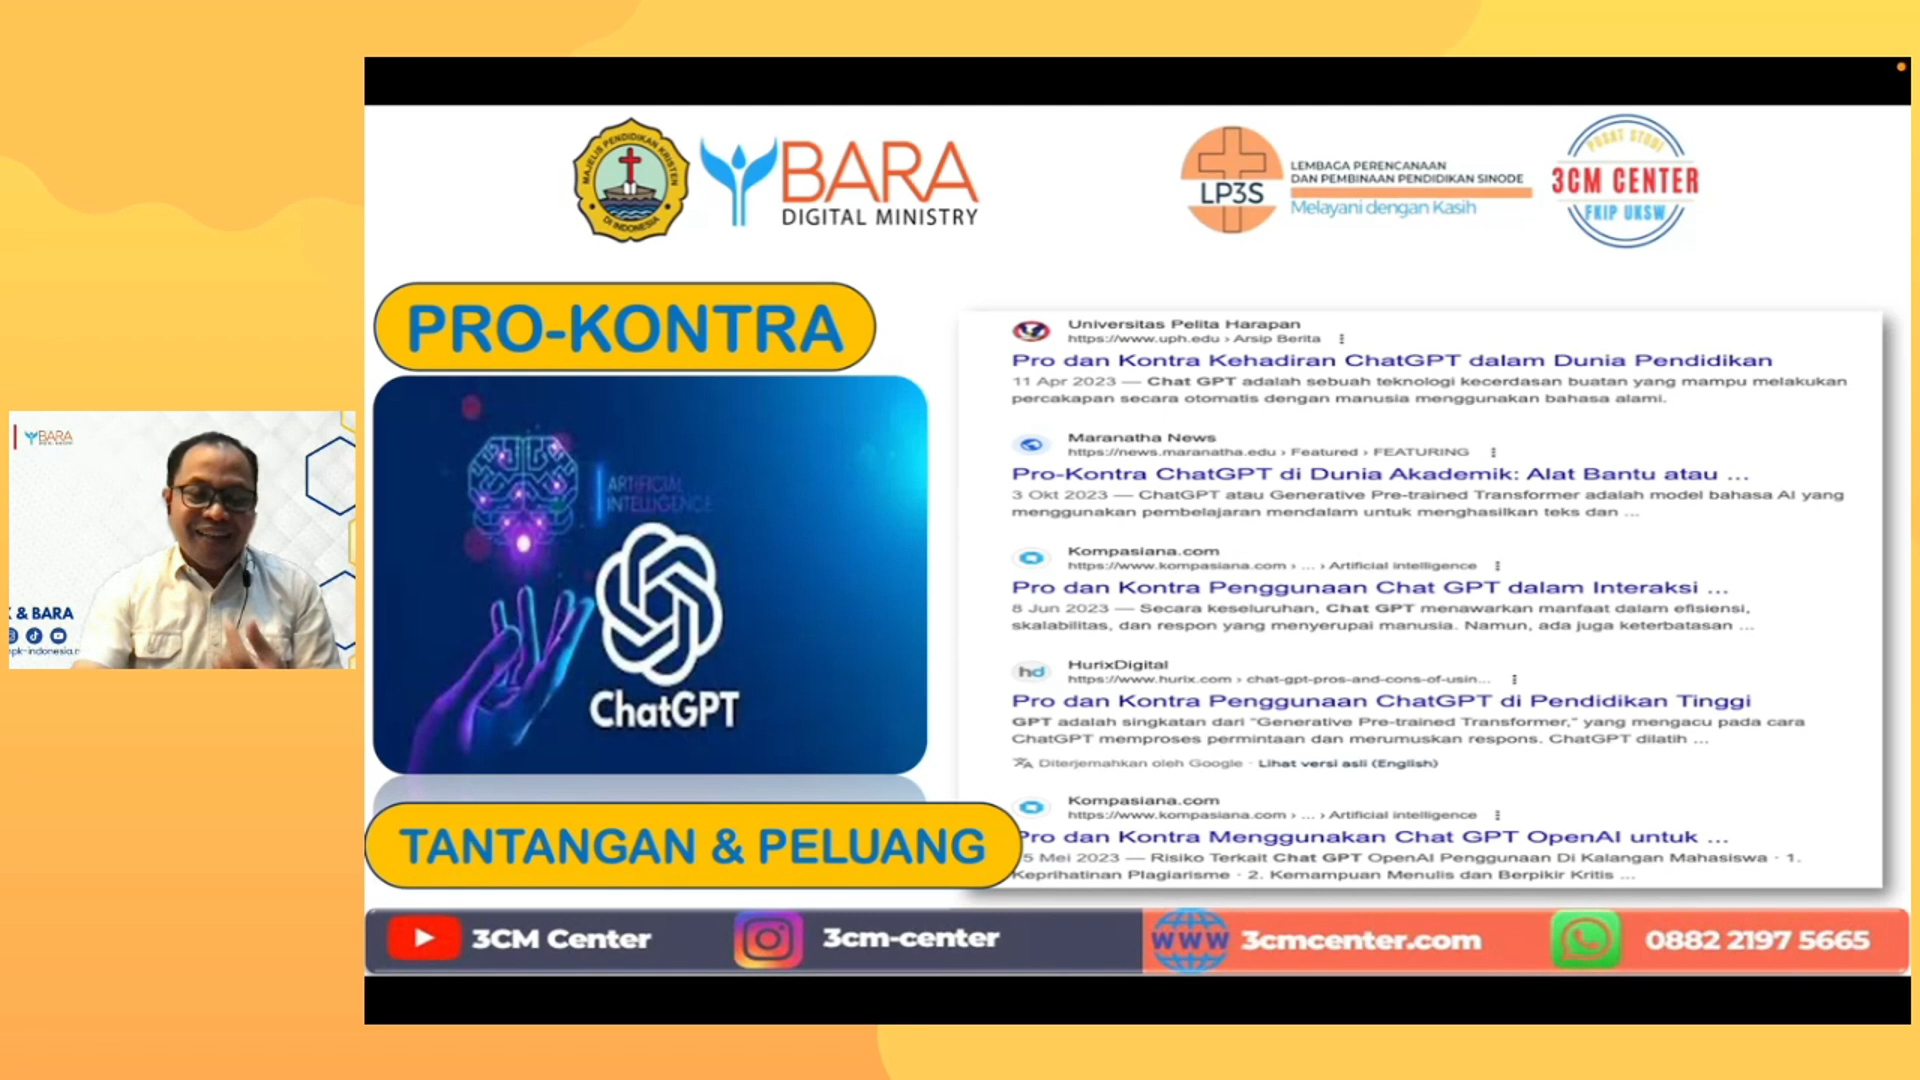 MAJELIS PENDIDIKAN KRISTEN
DI INDONESIA
BARA
DIGITAL MINISTRY
LP3S
LEMBAGA PERENCANAAN
DAN PEMBINAAN PENDIDIKAN SINODE
Melayani dengan Kasih
PUSAT STUDI
3CM CENTER
FKIP UKSW
PRO-KONTRA
ARTIFICIAL
INTELLIGENCE
ChatGPT
TANTANGAN & PELUANG
Universitas Pelita Harapan
https://www.uph.edu › Arsip Berita
Pro dan Kontra Kehadiran ChatGPT dalam Dunia Pendidikan
11 Apr 2023 — Chat GPT adalah sebuah teknologi kecerdasan buatan yang mampu melakukan
percakapan secara otomatis dengan manusia menggunakan bahasa alami.
Maranatha News
https://news.maranatha.edu › Featured › FEATURING
Pro-Kontra ChatGPT di Dunia Akademik: Alat Bantu atau ...
3 Okt 2023 — ChatGPT atau Generative Pre-trained Transformer adalah model bahasa AI yang
menggunakan pembelajaran mendalam untuk menghasilkan teks dan ...
Kompasiana.com
https://www.kompasiana.com › ... › Artificial intelligence
Pro dan Kontra Penggunaan Chat GPT dalam Interaksi ...
8 Jun 2023 — Secara keseluruhan, Chat GPT menawarkan manfaat dalam efisiensi,
skalabilitas, dan respon yang menyerupai manusia. Namun, ada juga keterbatasan ...
hd
HurixDigital
https://www.hurix.com › chat-gpt-pros-and-cons-of-usin...
Pro dan Kontra Penggunaan ChatGPT di Pendidikan Tinggi
GPT adalah singkatan dari "Generative Pre-trained Transformer," yang mengacu pada cara
ChatGPT memproses permintaan dan merumuskan respons. ChatGPT dilatih ...
Diterjemahkan oleh Google · Lihat versi asli (English)
Kompasiana.com
https://www.kompasiana.com › ... › Artificial intelligence
Pro dan Kontra Menggunakan Chat GPT OpenAI untuk ...
5 Mei 2023 — Risiko Terkait Chat GPT OpenAI Penggunaan Di Kalangan Mahasiswa · 1.
Keprihatinan Plagiarisme · 2. Kemampuan Menulis dan Berpikir Kritis ...
BARA
& BARA
pk-indonesia.
3CM Center
3cm-center
WWW
3cmcenter.com
0882 2197 5665